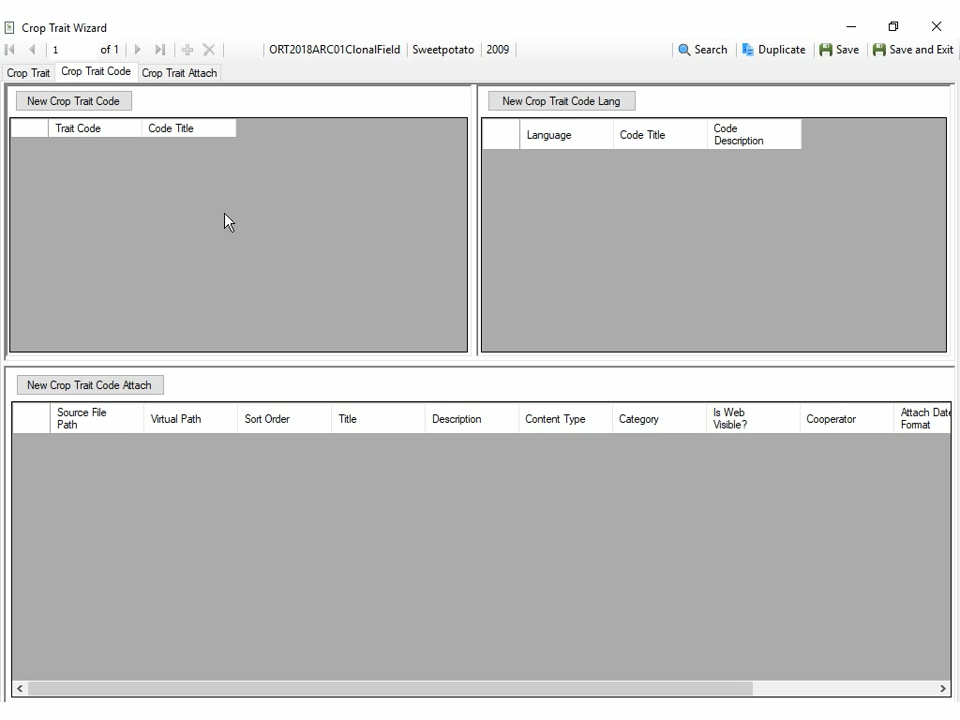 Crop Trait Wizard
1 of 1 ORT2018ARC01ClonalField Sweetpotato 2009 Search Duplicate Save Save and Exit
Crop Trait Crop Trait Code Crop Trait Attach
New Crop Trait Code
Trait Code Code Title
New Crop Trait Code Lang
Language Code Title Code
Description
New Crop Trait Code Attach
Source File
Path Virtual Path Sort Order Title Description Content Type Category Is Web
Visible? Cooperator Attach Date
Format